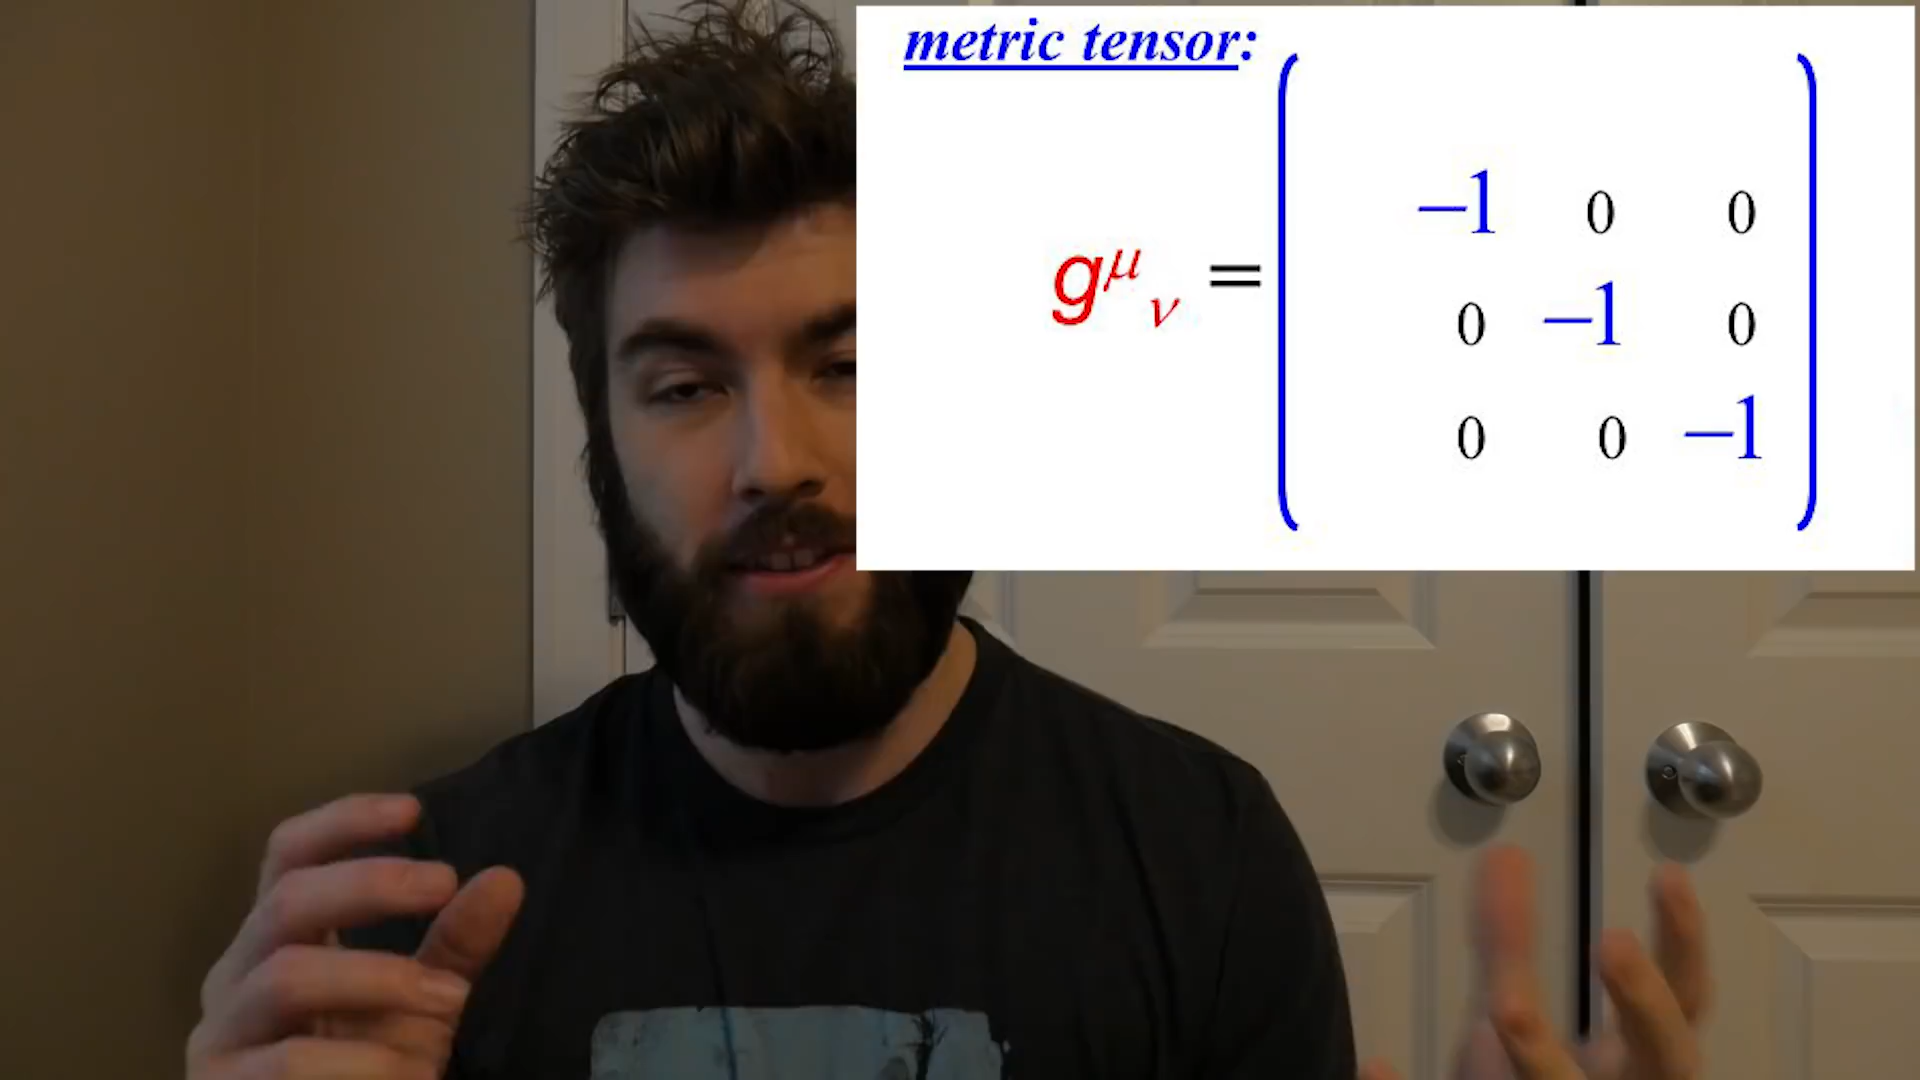 metric tensor:
−1 0 0
g^μ_ν = ( 0 −1 0 )
0 0 −1